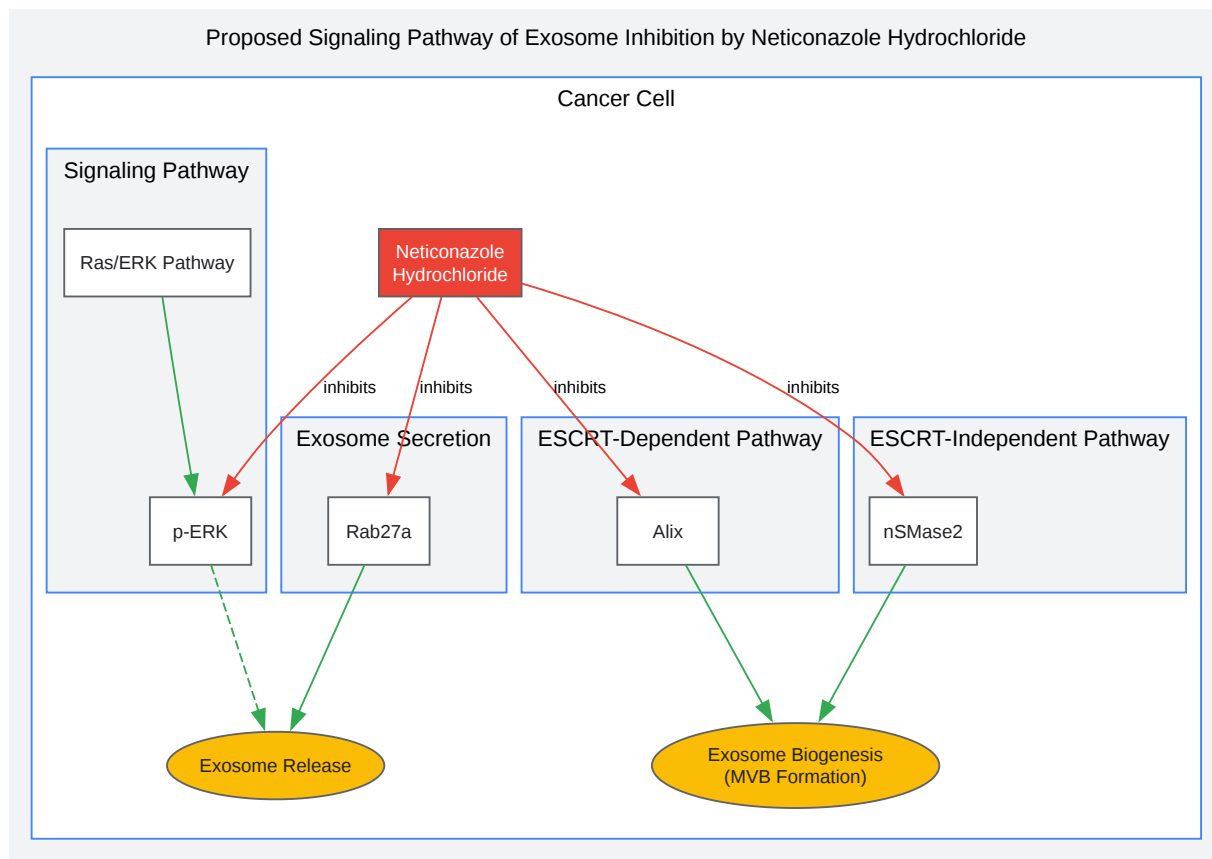 Proposed Signaling Pathway of Exosome Inhibition by Neticonazole Hydrochloride
Cancer Cell
Signaling Pathway
Ras/ERK Pathway
Neticonazole
Hydrochloride
inhibits
inhibits
inhibits
inhibits
Exosome Secretion
ESCRT-Dependent Pathway
ESCRT-Independent Pathway
p-ERK
Rab27a
Alix
nSMase2
Exosome Release
Exosome Biogenesis
(MVB Formation)